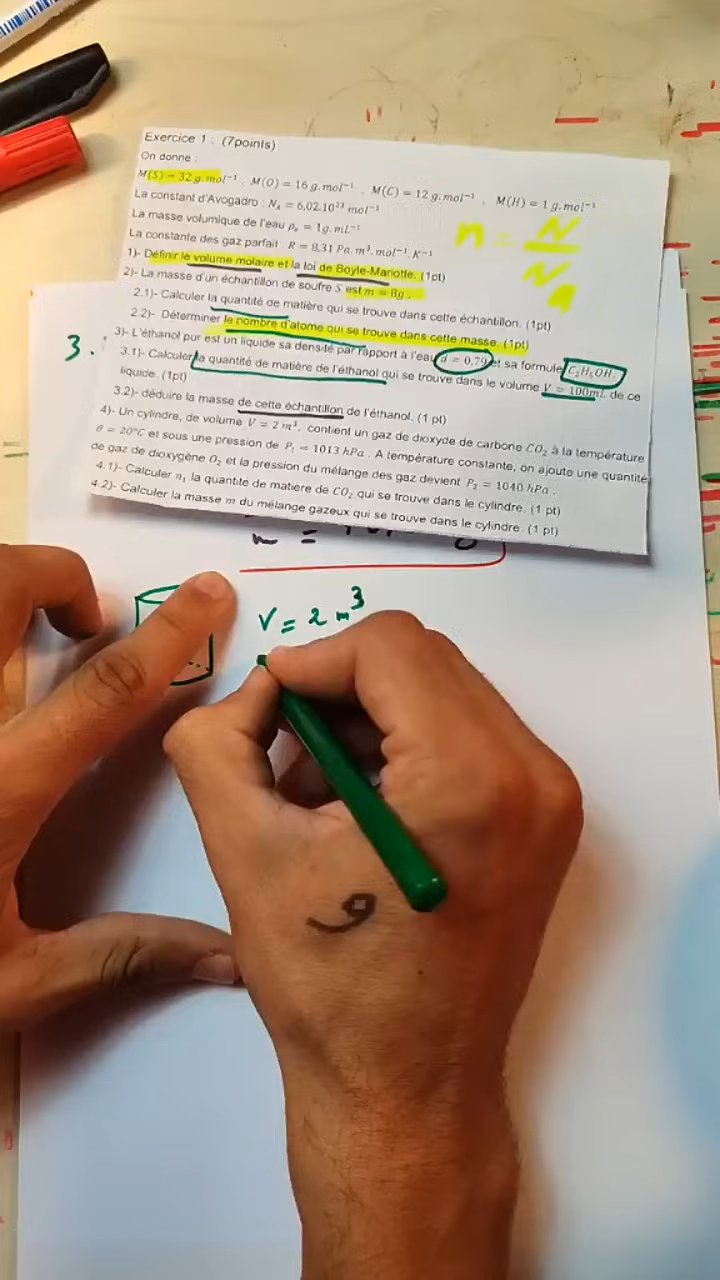 Exercice 1 : (7points)
On donne :
M(S) = 32 g.mol⁻¹ , M(O) = 16 g.mol⁻¹ , M(C) = 12 g.mol⁻¹ , M(H) = 1 g.mol⁻¹
La constant d'Avogadro : Nₐ = 6,02.10²³ mol⁻¹
La masse volumique de l'eau ρₑ = 1g.mL⁻¹
La constante des gaz parfait : R = 8,31 Pa.m³.mol⁻¹.K⁻¹
n = N / Nₐ
1)- Définir le volume molaire et la loi de Boyle-Mariotte. (1pt)
2)- La masse d'un échantillon de soufre S est m = 8g .
2.1)- Calculer la quantité de matière qui se trouve dans cette échantillon. (1pt)
2.2)- Déterminer le nombre d'atome qui se trouve dans cette masse. (1pt)
3.
3)- L'éthanol pur est un liquide sa densité par rapport à l'eau d = 0,79 et sa formule C₂H₅OH.
3.1)- Calculer la quantité de matière de l'éthanol qui se trouve dans le volume V = 100mL de ce
liquide. (1pt)
3.2)- déduire la masse de cette échantillon de l'éthanol. (1 pt)
4)- Un cylindre, de volume V = 2 m³, contient un gaz de dioxyde de carbone CO₂ à la température
θ = 20°C et sous une pression de P₁ = 1013 hPa . A température constante, on ajoute une quantité
de gaz de dioxygène O₂ et la pression du mélange des gaz devient P₂ = 1040 hPa .
4.1)- Calculer n₁ la quantité de matière de CO₂ qui se trouve dans le cylindre. (1 pt)
4.2)- Calculer la masse m du mélange gazeux qui se trouve dans le cylindre. (1 pt)
m =
V = 2 m³
و